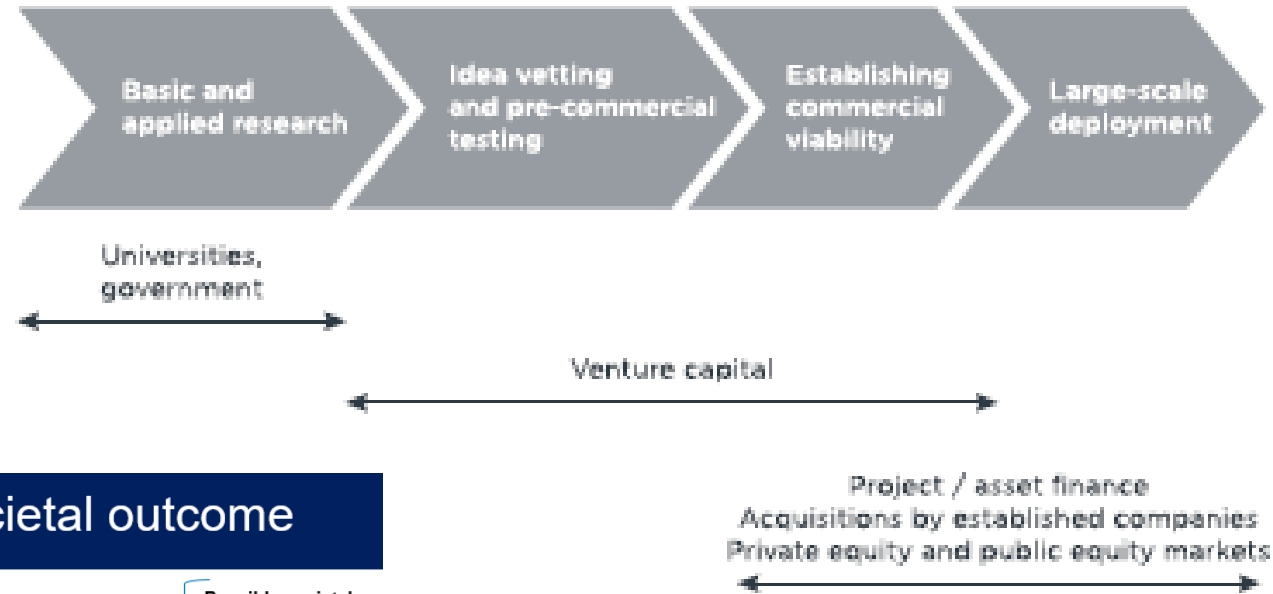 Basic and
applied research
Idea vetting
and pre-commercial
testing
Establishing
commercial
viability
Large-scale
deployment
Universities,
government
Venture capital
Project / asset finance
Acquisitions by established companies
Private equity and public equity markets
cietal outcome